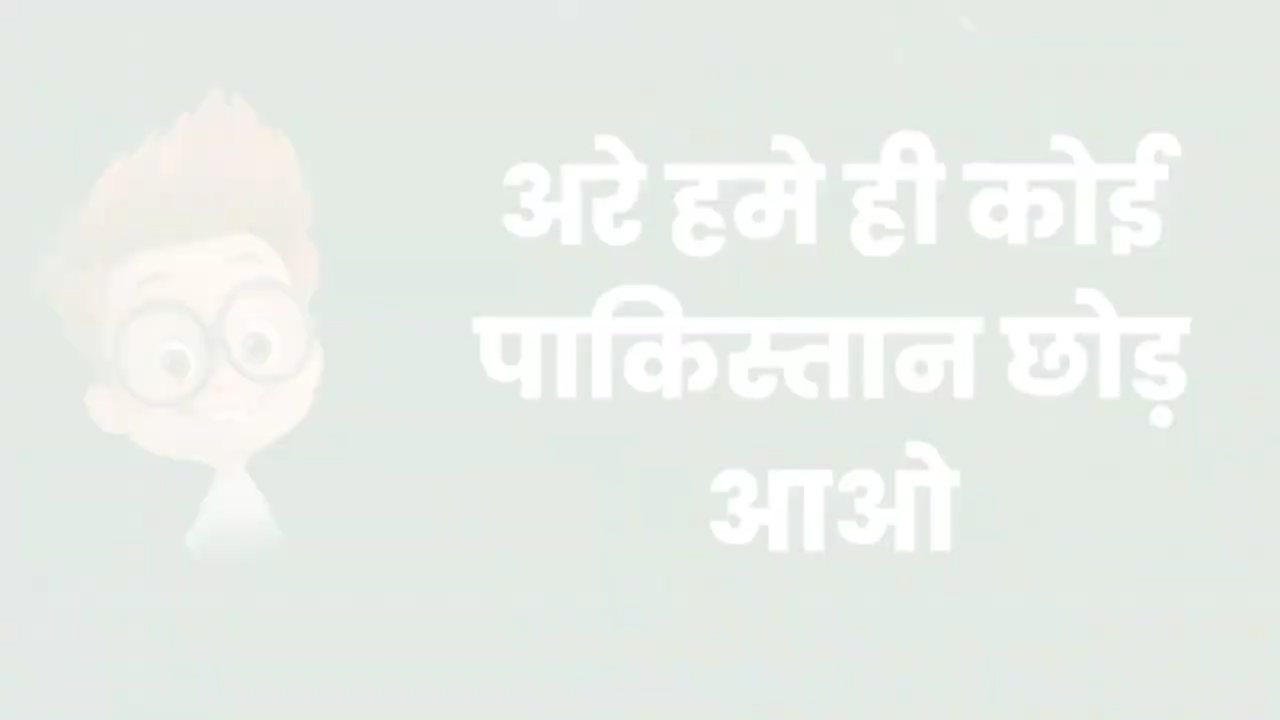 अरे हमे ही कोई
पाकिस्तान छोड़
आओ